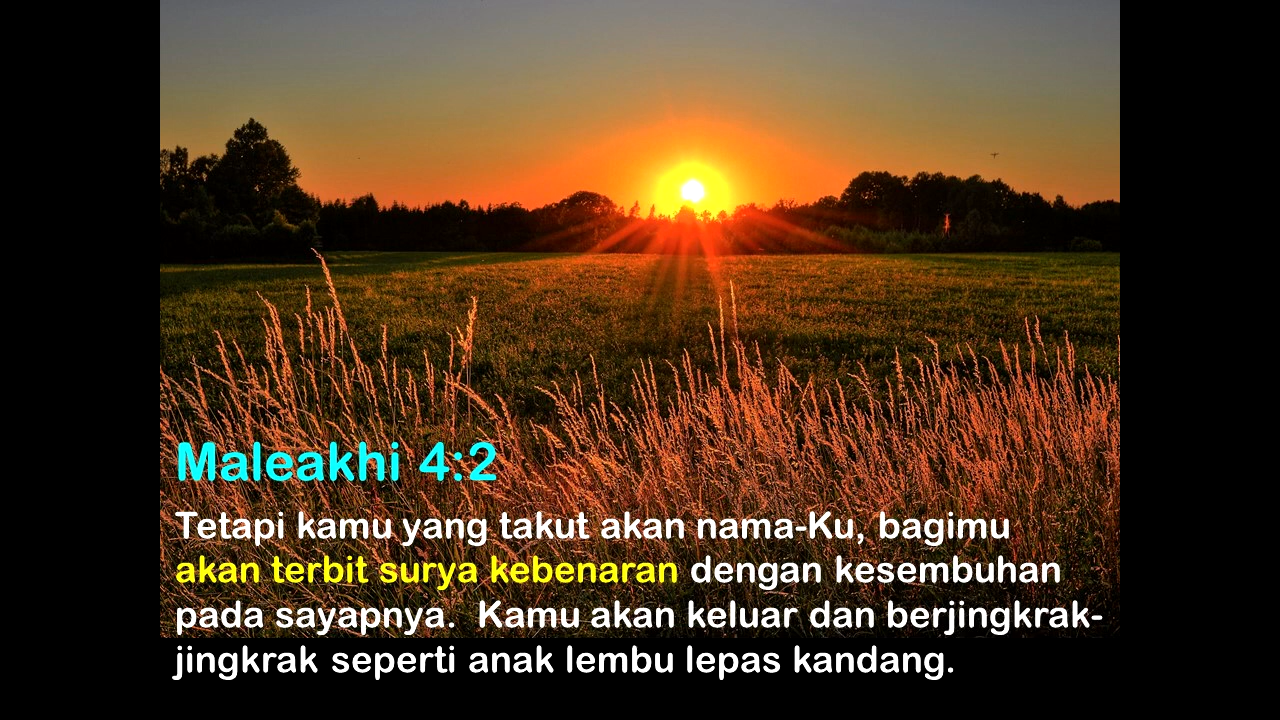 Maleakhi 4:2
Tetapi kamu yang takut akan nama-Ku, bagimu
akan terbit surya kebenaran dengan kesembuhan
pada sayapnya.  Kamu akan keluar dan berjingkrak-
jingkrak seperti anak lembu lepas kandang.